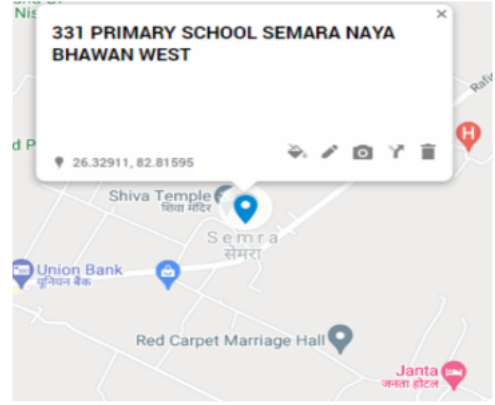 331 PRIMARY SCHOOL SEMARA NAYA
BHAWAN WEST
26.32911, 82.81595
Shiva Temple
शिवा मंदिर
Semra
सेमरा
Union Bank
यूनियन बैंक
Red Carpet Marriage Hall
Janta
जनता होटल
H